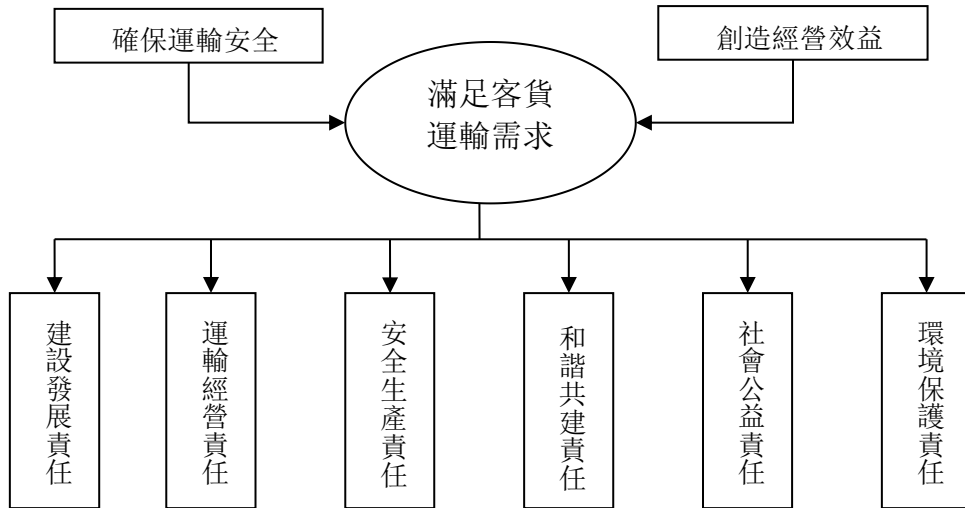 確保運輸安全
創造經營效益
滿足客貨
運輸需求
建設發展責任
運輸經營責任
安全生產責任
和諧共建責任
社會公益責任
環境保護責任